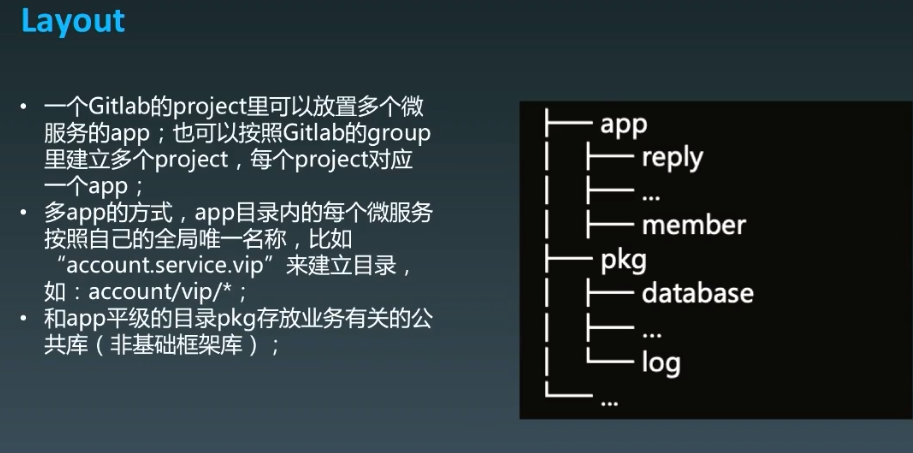 Layout
• 一个Gitlab的project里可以放置多个微
服务的app；也可以按照Gitlab的group
里建立多个project，每个project对应
一个app；
• 多app的方式，app目录内的每个微服务
按照自己的全局唯一名称，比如
“account.service.vip”来建立目录，
如：account/vip/*；
• 和app平级的目录pkg存放业务有关的公
共库（非基础框架库）；
├── app
│   ├── reply
│   ├── ...
│   ├── member
├── pkg
│   ├── database
│   ├── ...
│   └── log
└── ...